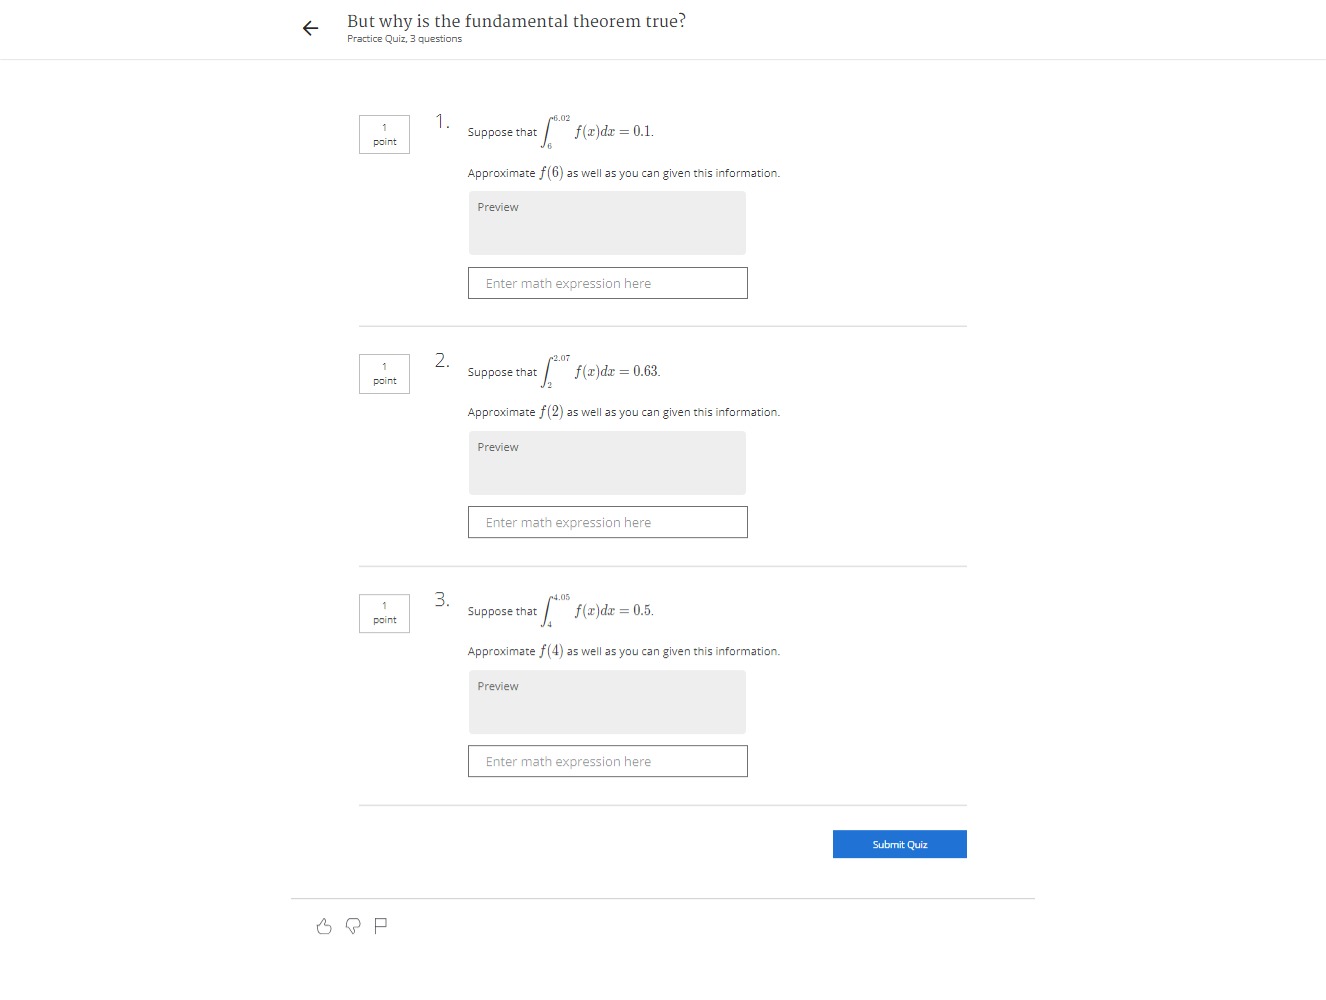 But why is the fundamental theorem true?
Practice Quiz, 3 questions
1
point
1.
Suppose that ∫₆^6.02 f(x)dx = 0.1.
Approximate f(6) as well as you can given this information.
Preview
Enter math expression here
1
point
2.
Suppose that ∫₂^2.07 f(x)dx = 0.63.
Approximate f(2) as well as you can given this information.
Preview
Enter math expression here
1
point
3.
Suppose that ∫₄^4.05 f(x)dx = 0.5.
Approximate f(4) as well as you can given this information.
Preview
Enter math expression here
Submit Quiz